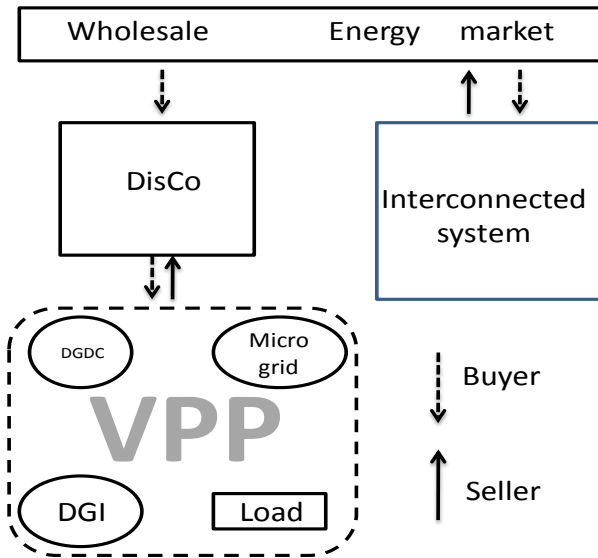 Wholesale Energy market
DisCo
Interconnected
system
DGDC
Micro
grid
VPP
DGI
Load
Buyer
Seller